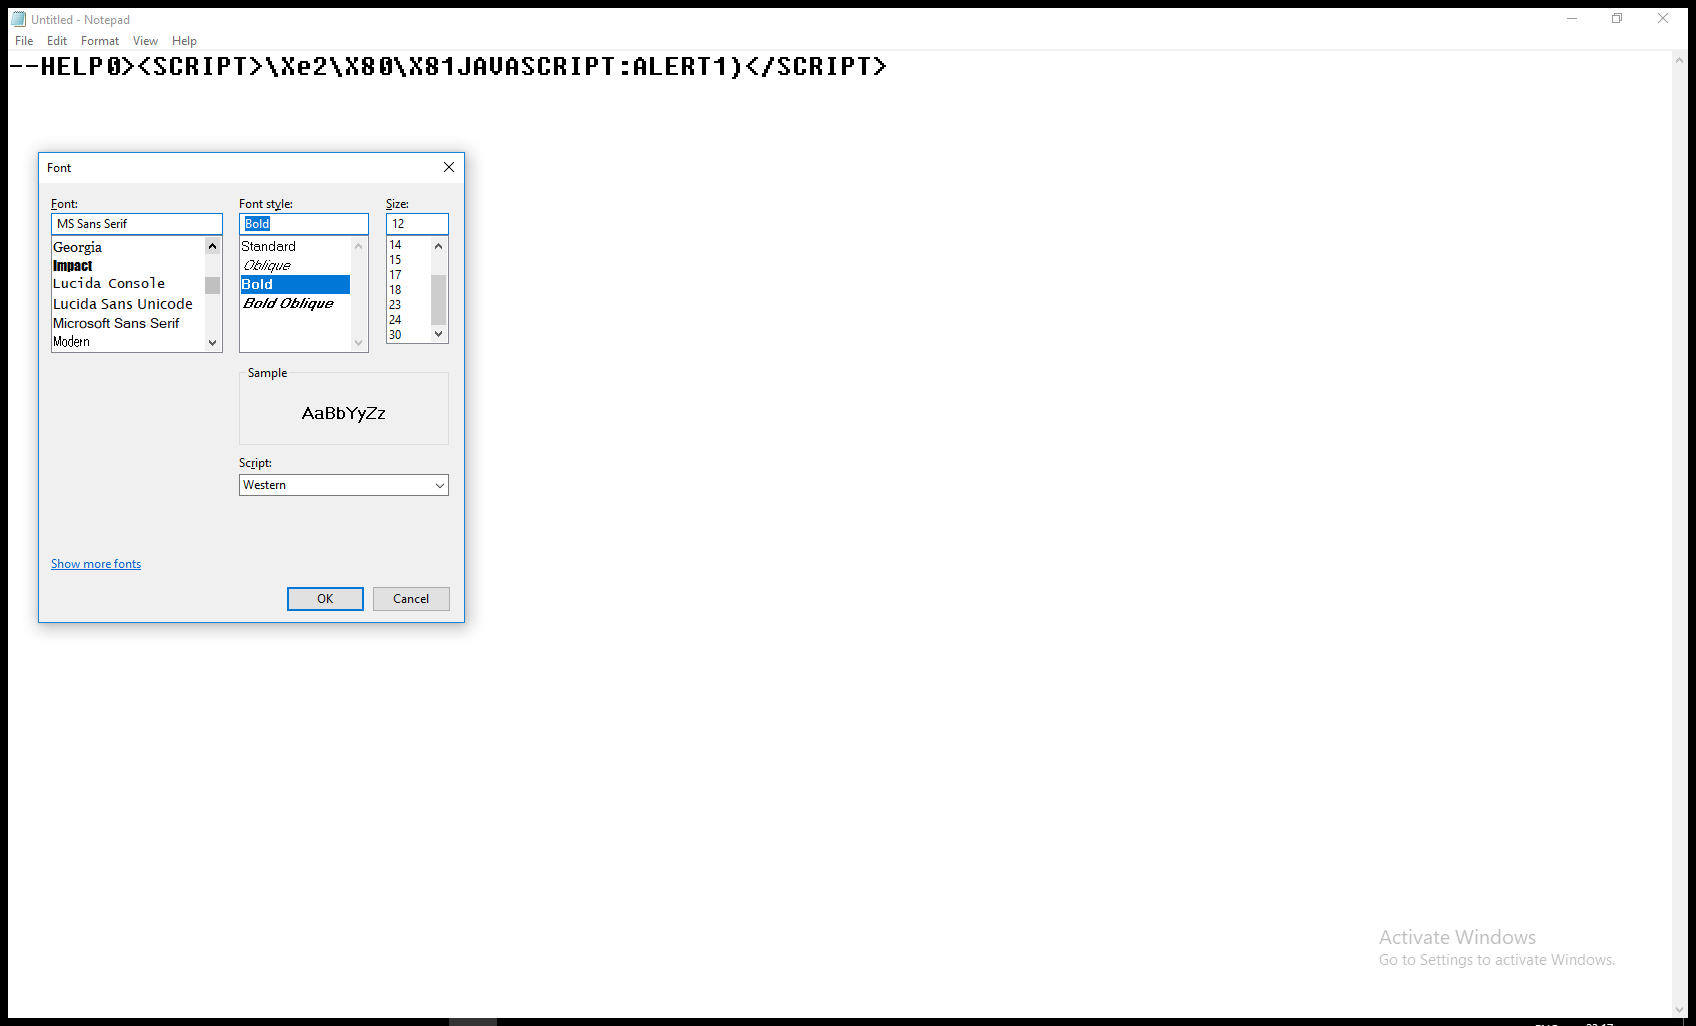 Untitled - Notepad
File Edit Format View Help
--HELP0><SCRIPT>\Xe2\X80\X81JAVASCRIPT:ALERT1)</SCRIPT>
Font
Font:
MS Sans Serif
Georgia
Impact
Lucida Console
Lucida Sans Unicode
Microsoft Sans Serif
Modern
Font style:
Bold
Standard
Oblique
Bold
Bold Oblique
Size:
12
14
15
17
18
23
24
30
Sample
AaBbYyZz
Script:
Western
Show more fonts
OK
Cancel
Activate Windows
Go to Settings to activate Windows.